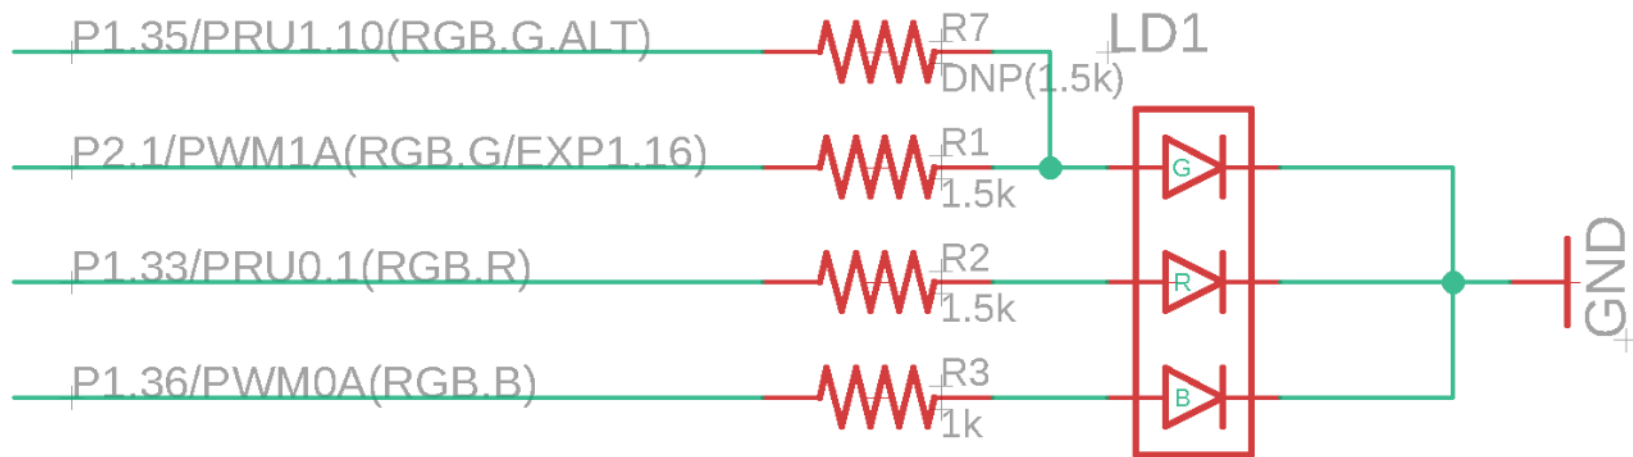 P1.35/PRU1.10(RGB.G.ALT)
R7
DNP(1.5k)
LD1
P2.1/PWM1A(RGB.G/EXP1.16)
R1
1.5k
G
P1.33/PRU0.1(RGB.R)
R2
1.5k
R
GND
P1.36/PWM0A(RGB.B)
R3
1k
B